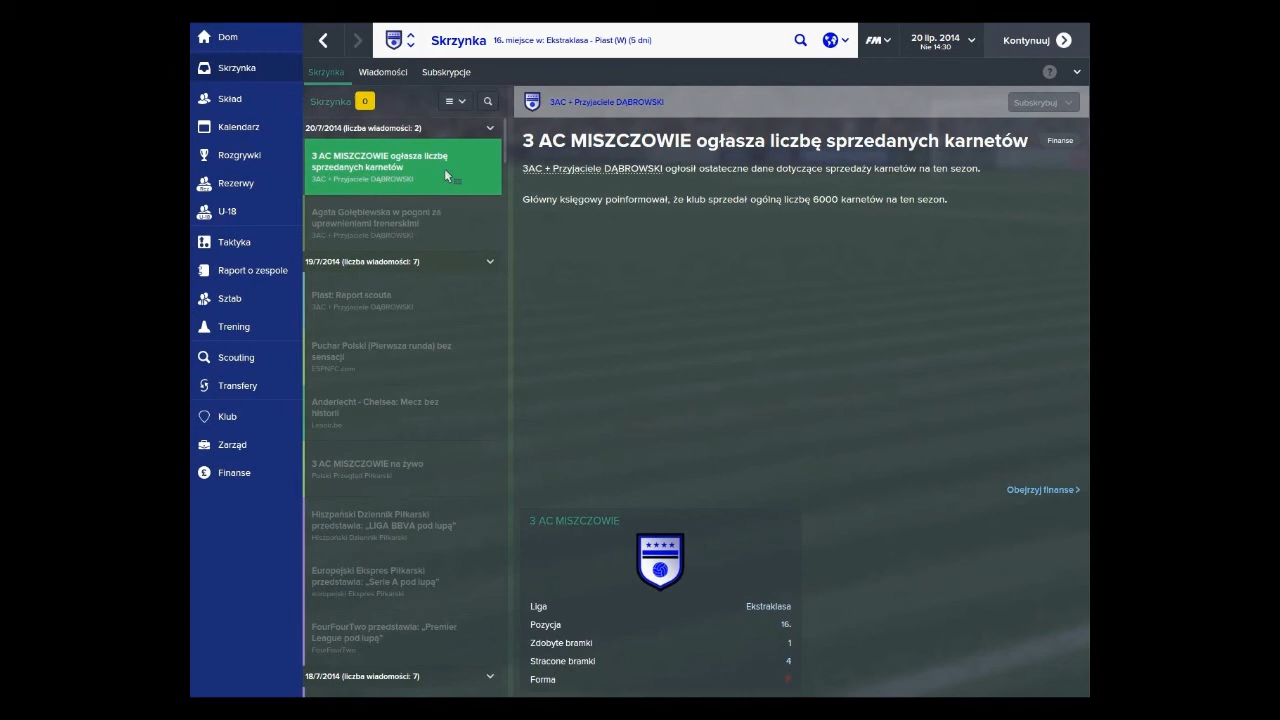 Dom
Skrzynka
Skład
Kalendarz
Rozgrywki
Rezerwy
U-18
Taktyka
Raport o zespole
Sztab
Trening
Scouting
Transfery
Klub
Zarząd
Finanse
Skrzynka 16. miejsce w: Ekstraklasa - Piast (W) (5 dni)
FM
20 lip. 2014
Nie 14:30
Kontynuuj
Skrzynka Wiadomości Subskrypcje
Skrzynka 0
20/7/2014 (liczba wiadomości: 2)
3 AC MISZCZOWIE ogłasza liczbę
sprzedanych karnetów
3AC + Przyjaciele DĄBROWSKI
Agata Gołębiewska w pogoni za
uprawnieniami trenerskimi
3AC + Przyjaciele DĄBROWSKI
19/7/2014 (liczba wiadomości: 7)
Piast: Raport scouta
3AC + Przyjaciele DĄBROWSKI
Puchar Polski (Pierwsza runda) bez
sensacji
ESPNFC.com
Anderlecht - Chelsea: Mecz bez
historii
Lesoir.be
3 AC MISZCZOWIE na żywo
Polski Przegląd Piłkarski
Hiszpański Dziennik Piłkarski
przedstawia: „LIGA BBVA pod lupą”
Hiszpański Dziennik Piłkarski
Europejski Ekspres Piłkarski
przedstawia: „Serie A pod lupą”
europejski Ekspres Piłkarski
FourFourTwo przedstawia: „Premier
League pod lupą”
FourFourTwo
18/7/2014 (liczba wiadomości: 7)
3AC + Przyjaciele DĄBROWSKI
Subskrybuj
3 AC MISZCZOWIE ogłasza liczbę sprzedanych karnetów
Finanse
3AC + Przyjaciele DĄBROWSKI ogłosił ostateczne dane dotyczące sprzedaży karnetów na ten sezon.
Główny księgowy poinformował, że klub sprzedał ogólną liczbę 6000 karnetów na ten sezon.
Obejrzyj finanse
3 AC MISZCZOWIE
Liga Ekstraklasa
Pozycja 16.
Zdobyte bramki 1
Stracone bramki 4
Forma